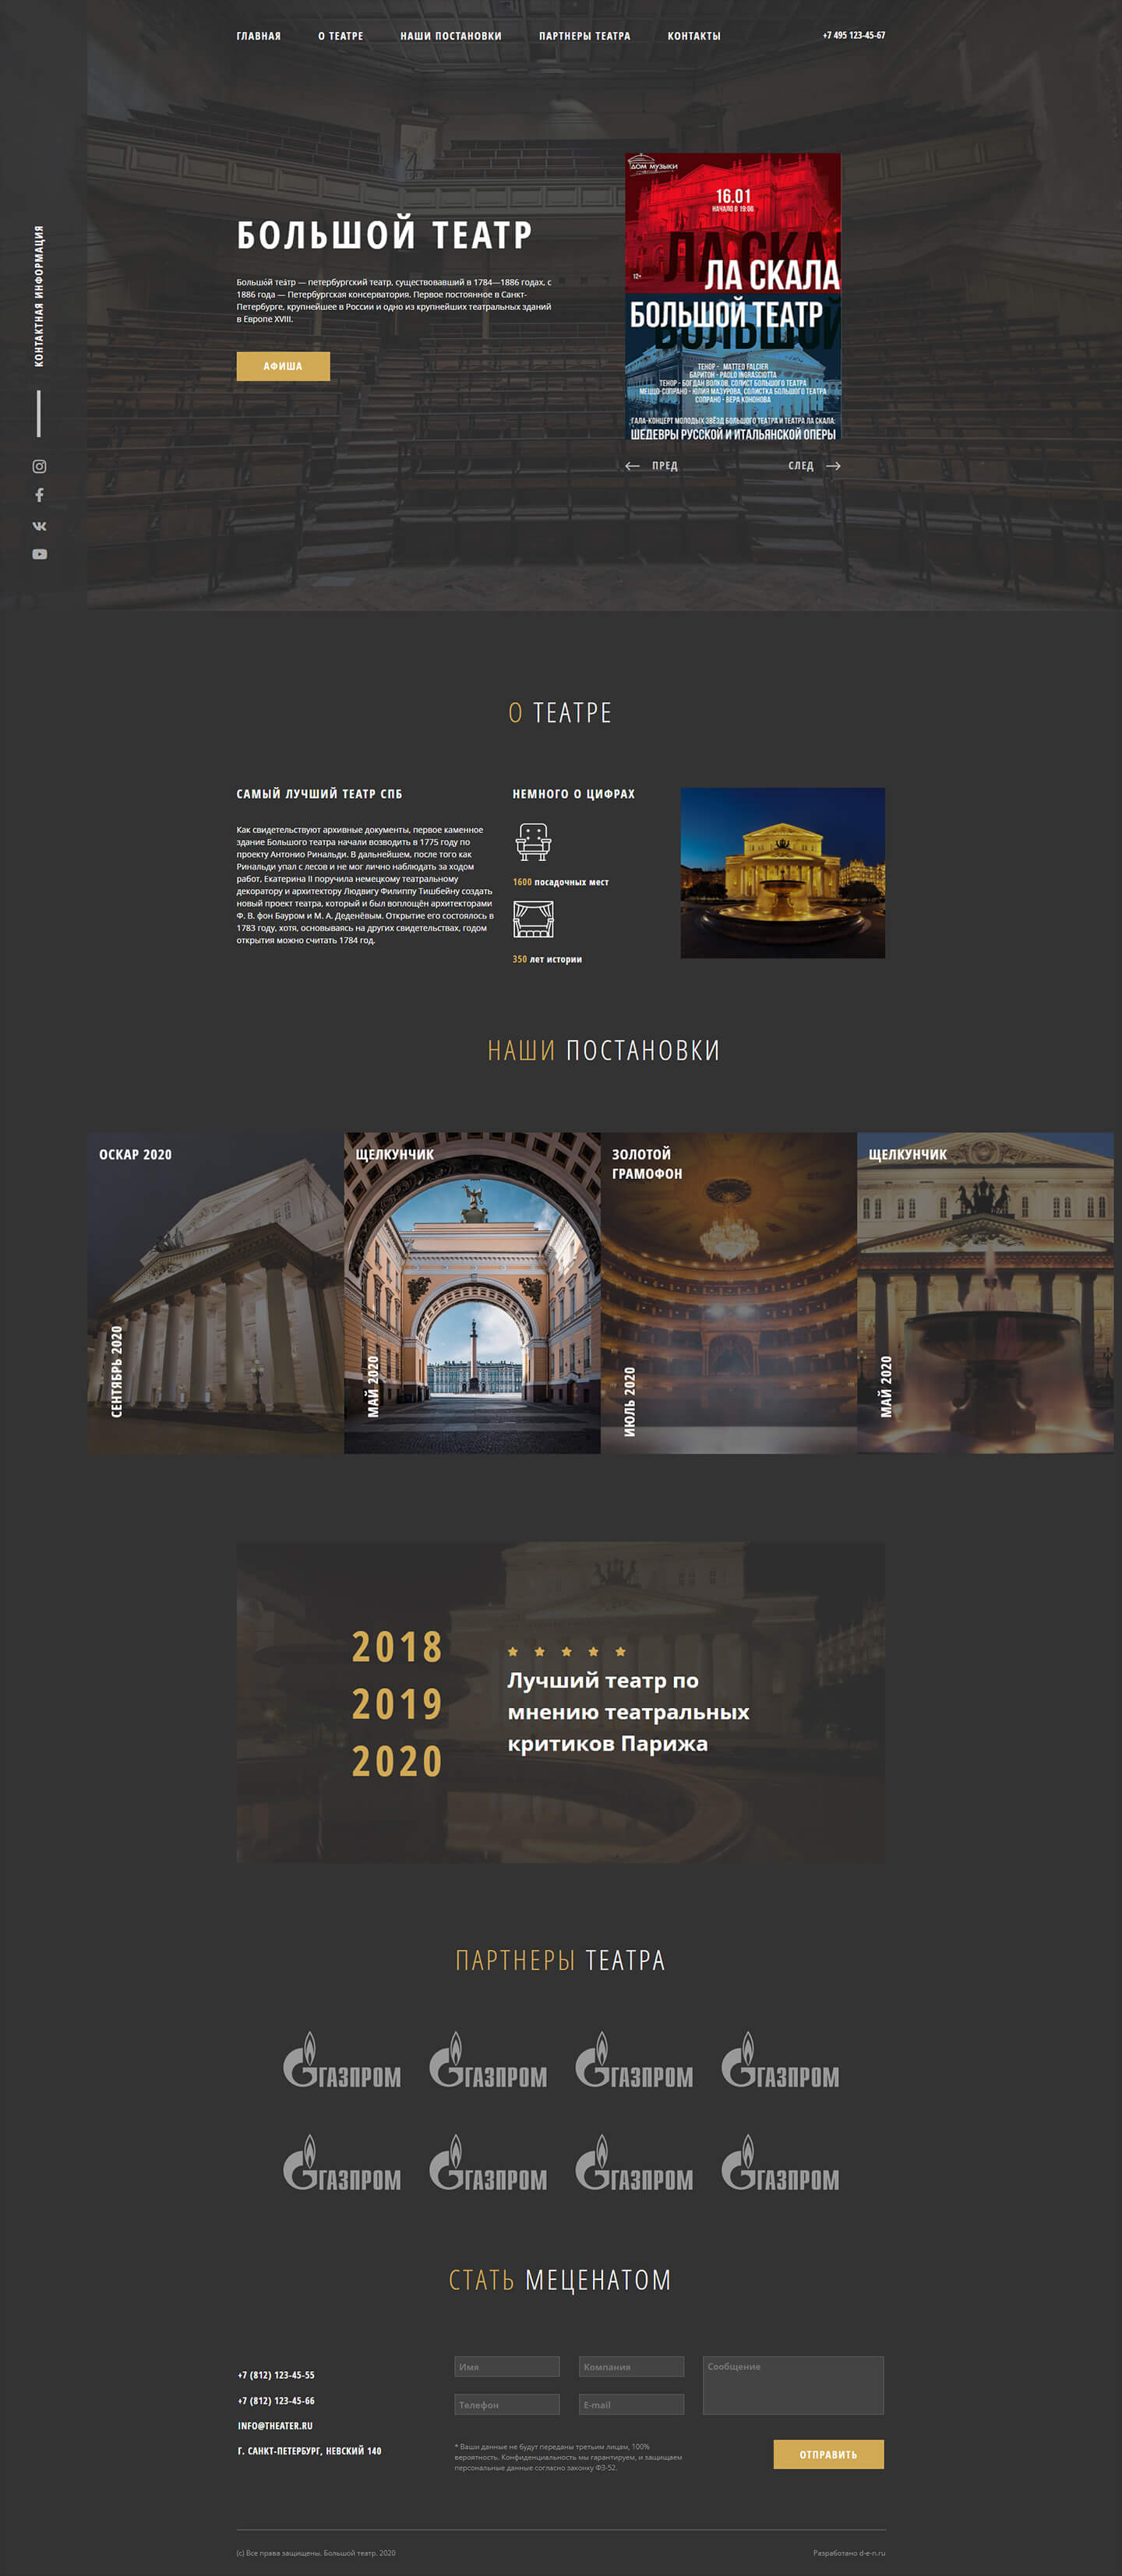 ГЛАВНАЯ О ТЕАТРЕ НАШИ ПОСТАНОВКИ ПАРТНЕРЫ ТЕАТРА КОНТАКТЫ +7 495 123-45-67
КОНТАКТНАЯ ИНФОРМАЦИЯ
БОЛЬШОЙ ТЕАТР
Большой театр — петербургский театр, существовавший в 1784—1886 годах, с
1886 года — Петербургская консерватория. Первое постоянное в Санкт-
Петербурге, крупнейшее в России и одно из крупнейших театральных зданий
в Европе XVIII.
АФИША
ДОМ МУЗЫКИ
16.01
НАЧАЛО В 19:00
ЛА СКА
12+
ЛА СКАЛА
БОЛЬШОЙ ТЕАТР
БОЛЬШОЙ
ТЕНОР - MATTEO FALCIER
БАРИТОН - PAOLO INGRASCIOTTA
ТЕНОР - БОГДАН ВОЛКОВ, СОЛИСТ БОЛЬШОГО ТЕАТРА
МЕЦЦО-СОПРАНО - ЮЛИЯ МАЗУРОВА, СОЛИСТКА БОЛЬШОГО ТЕАТРА
СОПРАНО - ВЕРА КОНОНОВА
ГАЛА-КОНЦЕРТ МОЛОДЫХ ЗВЁЗД БОЛЬШОГО ТЕАТРА И ТЕАТРА ЛА СКАЛА:
ШЕДЕВРЫ РУССКОЙ И ИТАЛЬЯНСКОЙ ОПЕРЫ
ПРЕД СЛЕД
О ТЕАТРЕ
САМЫЙ ЛУЧШИЙ ТЕАТР СПБ
Как свидетельствуют архивные документы, первое каменное
здание Большого театра начали возводить в 1775 году по
проекту Антонио Ринальди. В дальнейшем, после того как
Ринальди упал с лесов и не мог лично наблюдать за ходом
работ, Екатерина II поручила немецкому театральному
декоратору и архитектору Людвигу Филиппу Тишбейну создать
новый проект театра, который и был воплощён архитекторами
Ф. В. фон Бауром и М. А. Деденёвым. Открытие его состоялось в
1783 году, хотя, основываясь на других свидетельствах, годом
открытия можно считать 1784 год.
НЕМНОГО О ЦИФРАХ
1600 посадочных мест
350 лет истории
НАШИ ПОСТАНОВКИ
ОСКАР 2020
СЕНТЯБРЬ 2020
ЩЕЛКУНЧИК
МАЙ 2020
ЗОЛОТОЙ
ГРАМОФОН
ИЮЛЬ 2020
ЩЕЛКУНЧИК
МАЙ 2020
2018
2019
2020
Лучший театр по
мнению театральных
критиков Парижа
ПАРТНЕРЫ ТЕАТРА
ГАЗПРОМ ГАЗПРОМ ГАЗПРОМ ГАЗПРОМ
ГАЗПРОМ ГАЗПРОМ ГАЗПРОМ ГАЗПРОМ
СТАТЬ МЕЦЕНАТОМ
+7 (812) 123-45-55
+7 (812) 123-45-66
INFO@THEATER.RU
Г. САНКТ-ПЕТЕРБУРГ, НЕВСКИЙ 140
Имя Компания Сообщение
Телефон E-mail
* Ваши данные не будут переданы третьим лицам, 100%
вероятность. Конфиденциальность мы гарантируем, и защищаем
персональные данные согласно закону ФЗ-52.
ОТПРАВИТЬ
(с) Все права защищены. Большой театр. 2020
Разработано d-e-n.ru